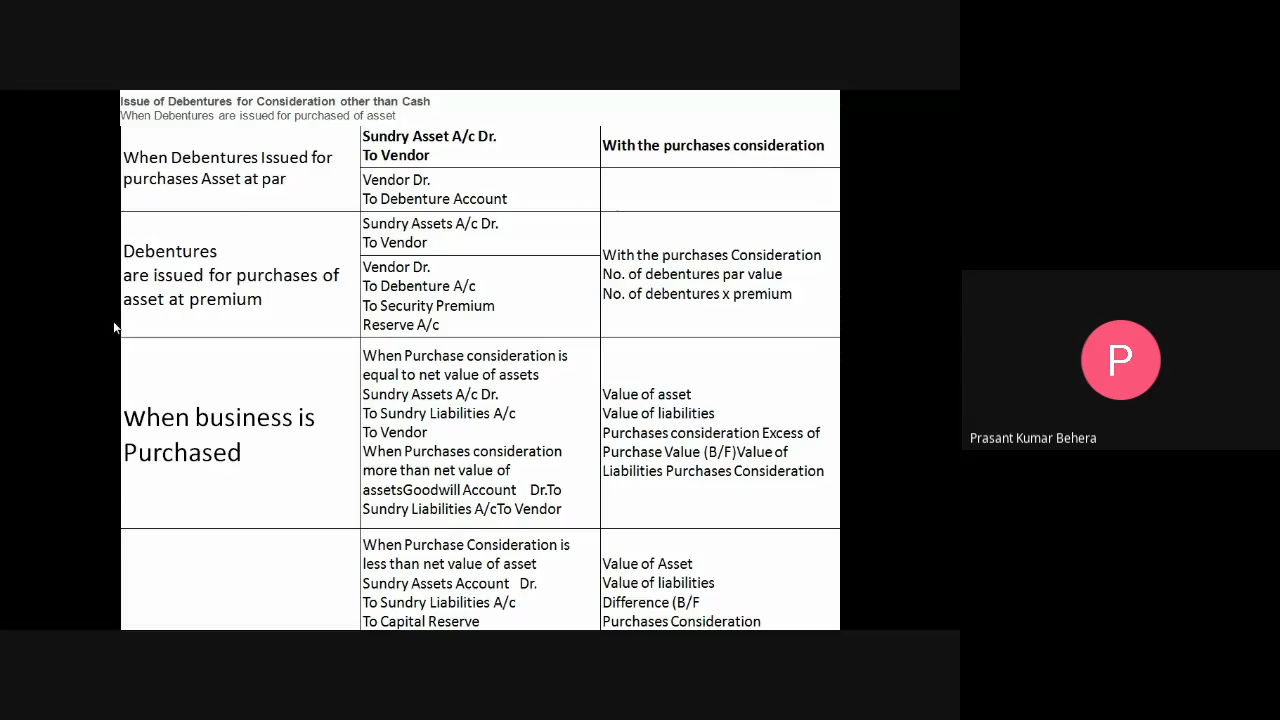 Issue of Debentures for Consideration other than Cash
When Debentures are issued for purchased of asset
When Debentures Issued for
purchases Asset at par
Sundry Asset A/c Dr.
To Vendor
With the purchases consideration
Vendor Dr.
To Debenture Account
Debentures
are issued for purchases of
asset at premium
Sundry Assets A/c Dr.
To Vendor
Vendor Dr.
To Debenture A/c
To Security Premium
Reserve A/c
With the purchases Consideration
No. of debentures par value
No. of debentures x premium
When business is
Purchased
When Purchase consideration is
equal to net value of assets
Sundry Assets A/c Dr.
To Sundry Liabilities A/c
To Vendor
When Purchases consideration
more than net value of
assetsGoodwill Account Dr.To
Sundry Liabilities A/cTo Vendor
Value of asset
Value of liabilities
Purchases consideration Excess of
Purchase Value (B/F)Value of
Liabilities Purchases Consideration
When Purchase Consideration is
less than net value of asset
Sundry Assets Account Dr.
To Sundry Liabilities A/c
To Capital Reserve
Value of Asset
Value of liabilities
Difference (B/F
Purchases Consideration
P
Prasant Kumar Behera